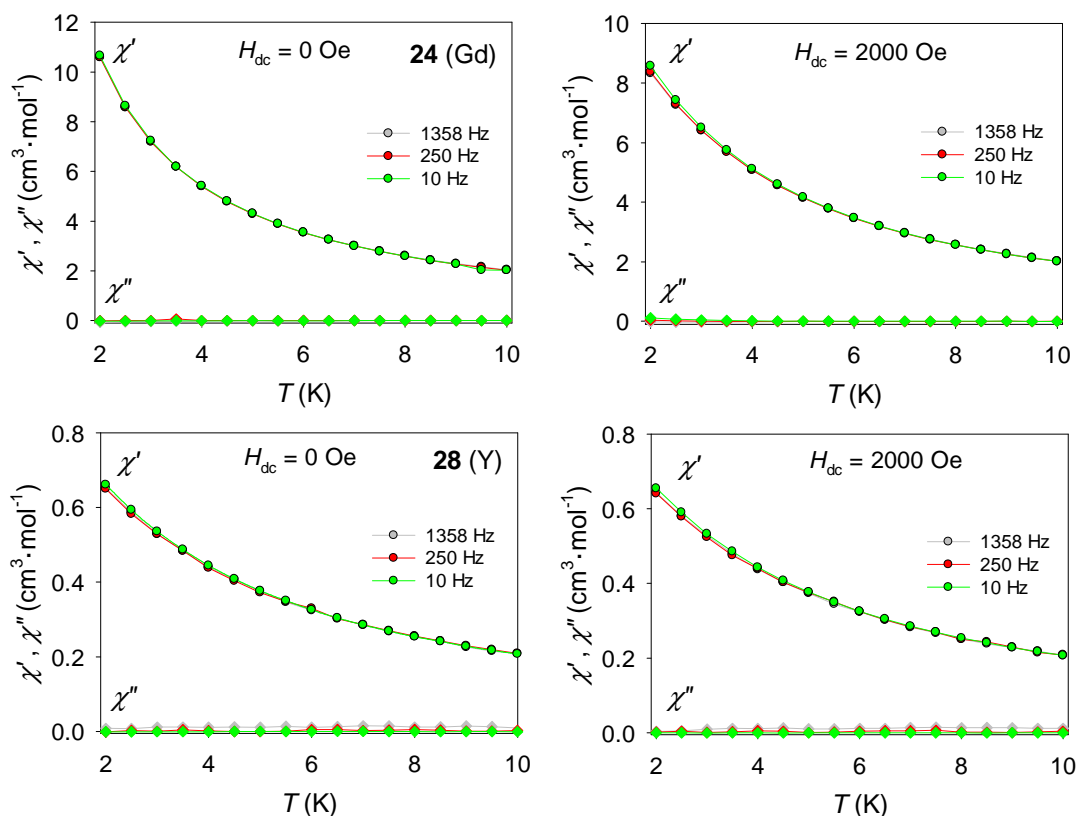 12
10
8
6
4
2
0
χ', χ" (cm³·mol⁻¹)
χ'
H_dc = 0 Oe
24 (Gd)
1358 Hz
250 Hz
10 Hz
χ"
2 4 6 8 10
T (K)
10
8
6
4
2
0
χ', χ" (cm³·mol⁻¹)
χ'
H_dc = 2000 Oe
1358 Hz
250 Hz
10 Hz
χ"
2 4 6 8 10
T (K)
0.8
0.6
0.4
0.2
0.0
χ', χ" (cm³·mol⁻¹)
χ'
H_dc = 0 Oe
28 (Y)
1358 Hz
250 Hz
10 Hz
χ"
2 4 6 8 10
T (K)
0.8
0.6
0.4
0.2
0.0
χ', χ" (cm³·mol⁻¹)
χ'
H_dc = 2000 Oe
1358 Hz
250 Hz
10 Hz
χ"
2 4 6 8 10
T (K)